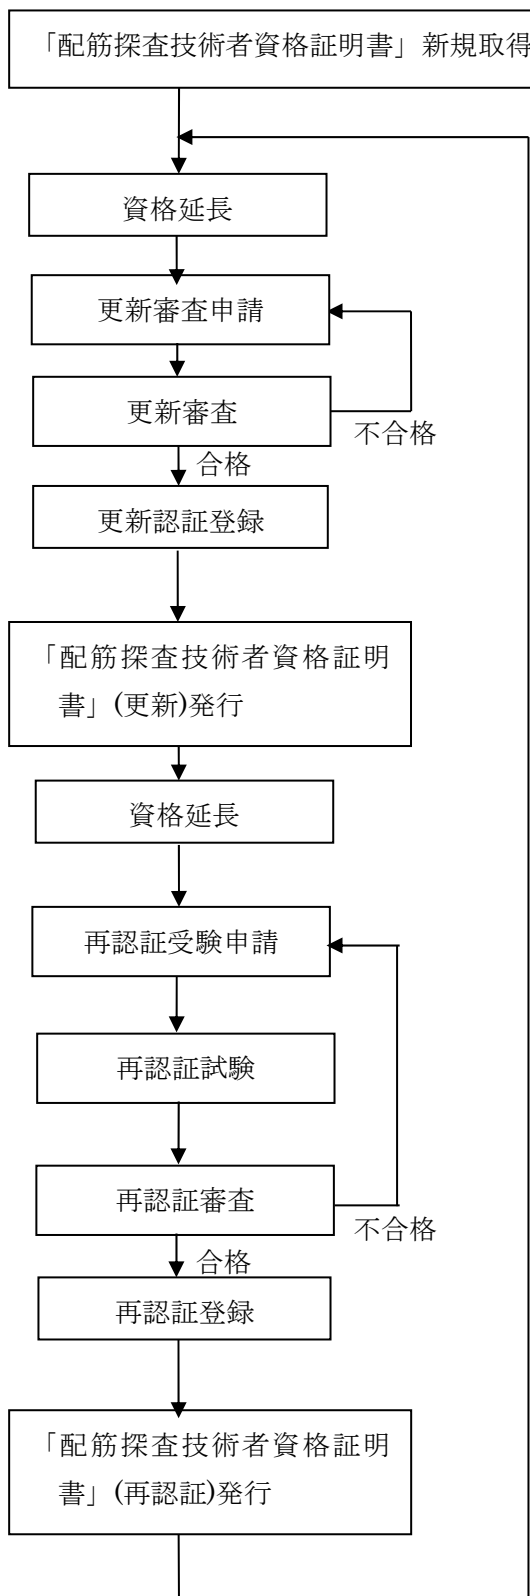 「配筋探査技術者資格証明書」新規取得
資格延長
更新審査申請
更新審査
不合格
合格
更新認証登録
「配筋探査技術者資格証明
書」(更新)発行
資格延長
再認証受験申請
再認証試験
再認証審査
不合格
合格
再認証登録
「配筋探査技術者資格証明
書」(再認証)発行